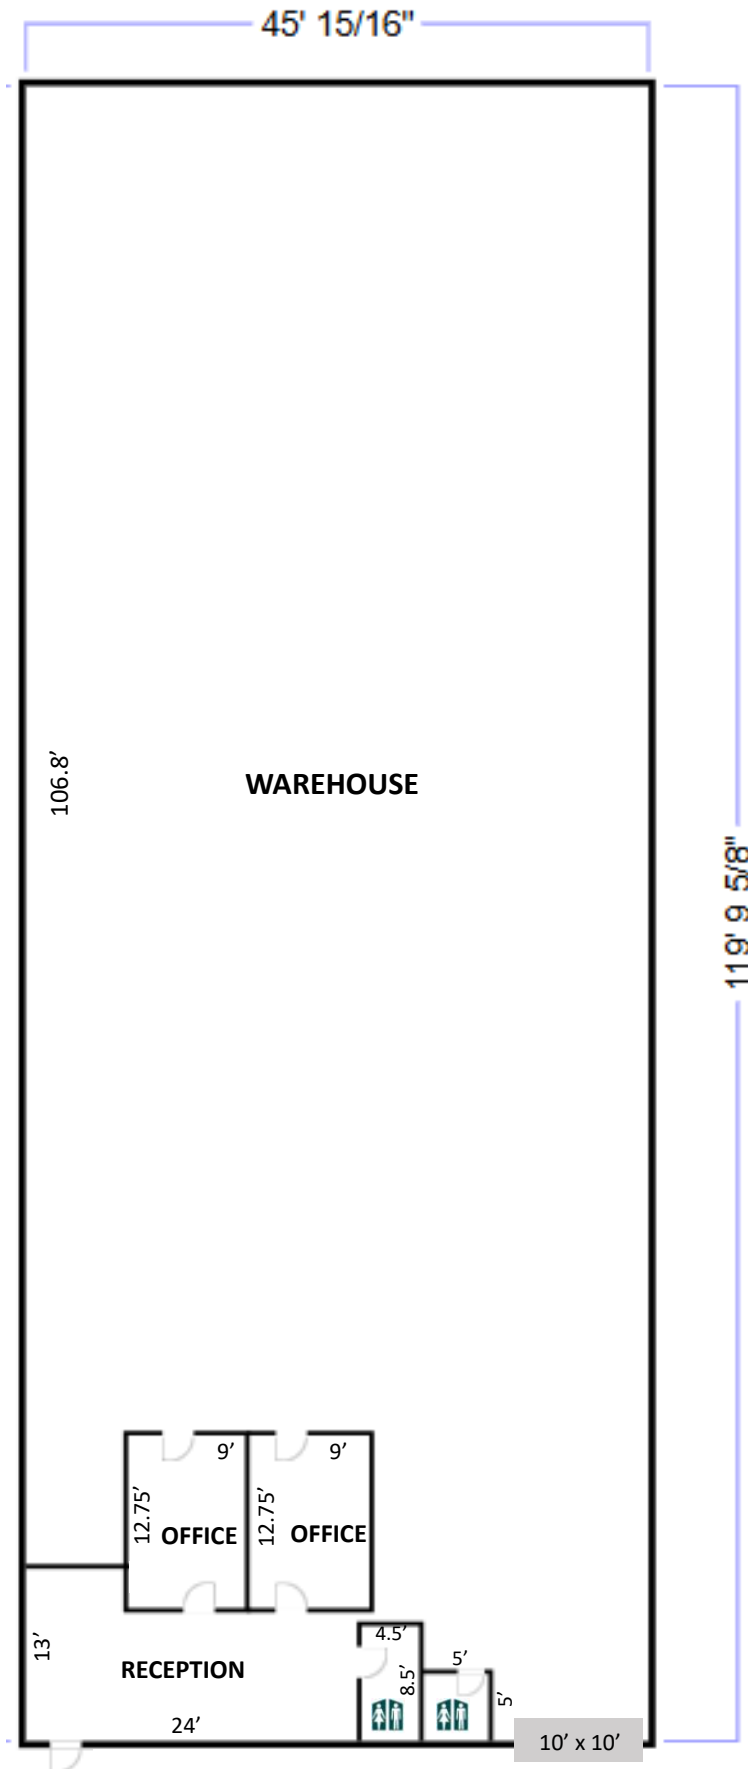 45' 15/16"
106.8’
WAREHOUSE
119' 9 5/8"
9’
9’
12.75’
12.75’
OFFICE
OFFICE
13’
4.5’
8.5’
5’
5’
RECEPTION
24’
10’ x 10’